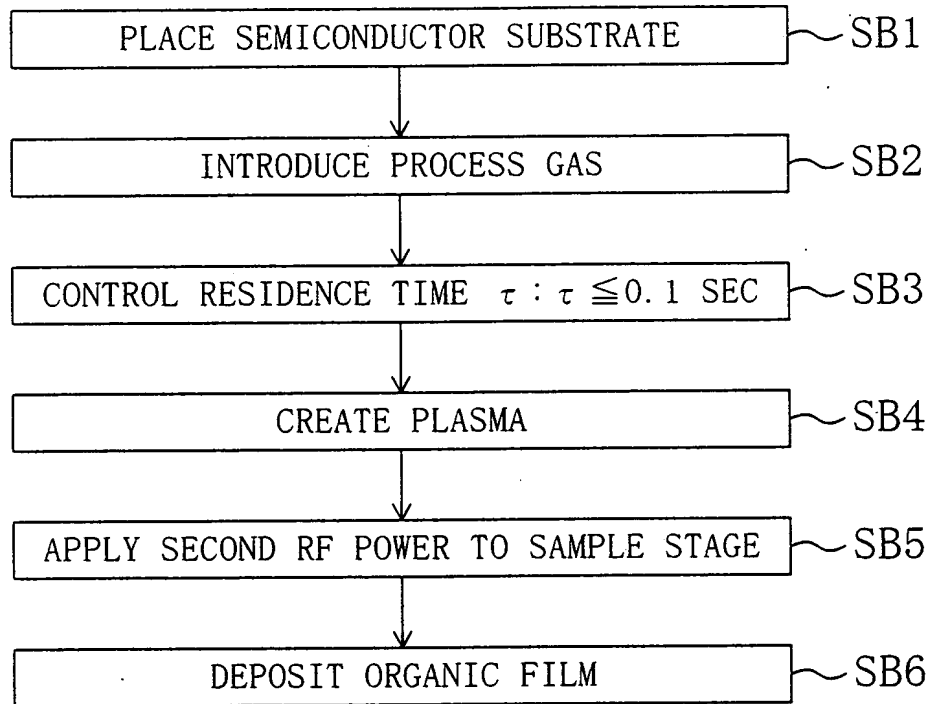 PLACE SEMICONDUCTOR SUBSTRATE SB1
INTRODUCE PROCESS GAS SB2
CONTROL RESIDENCE TIME τ:τ≦0.1 SEC SB3
CREATE PLASMA SB4
APPLY SECOND RF POWER TO SAMPLE STAGE SB5
DEPOSIT ORGANIC FILM SB6